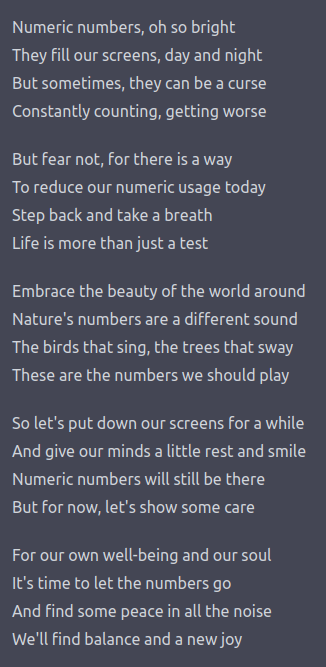 Numeric numbers, oh so bright
They fill our screens, day and night
But sometimes, they can be a curse
Constantly counting, getting worse
But fear not, for there is a way
To reduce our numeric usage today
Step back and take a breath
Life is more than just a test
Embrace the beauty of the world around
Nature's numbers are a different sound
The birds that sing, the trees that sway
These are the numbers we should play
So let's put down our screens for a while
And give our minds a little rest and smile
Numeric numbers will still be there
But for now, let's show some care
For our own well-being and our soul
It's time to let the numbers go
And find some peace in all the noise
We'll find balance and a new joy